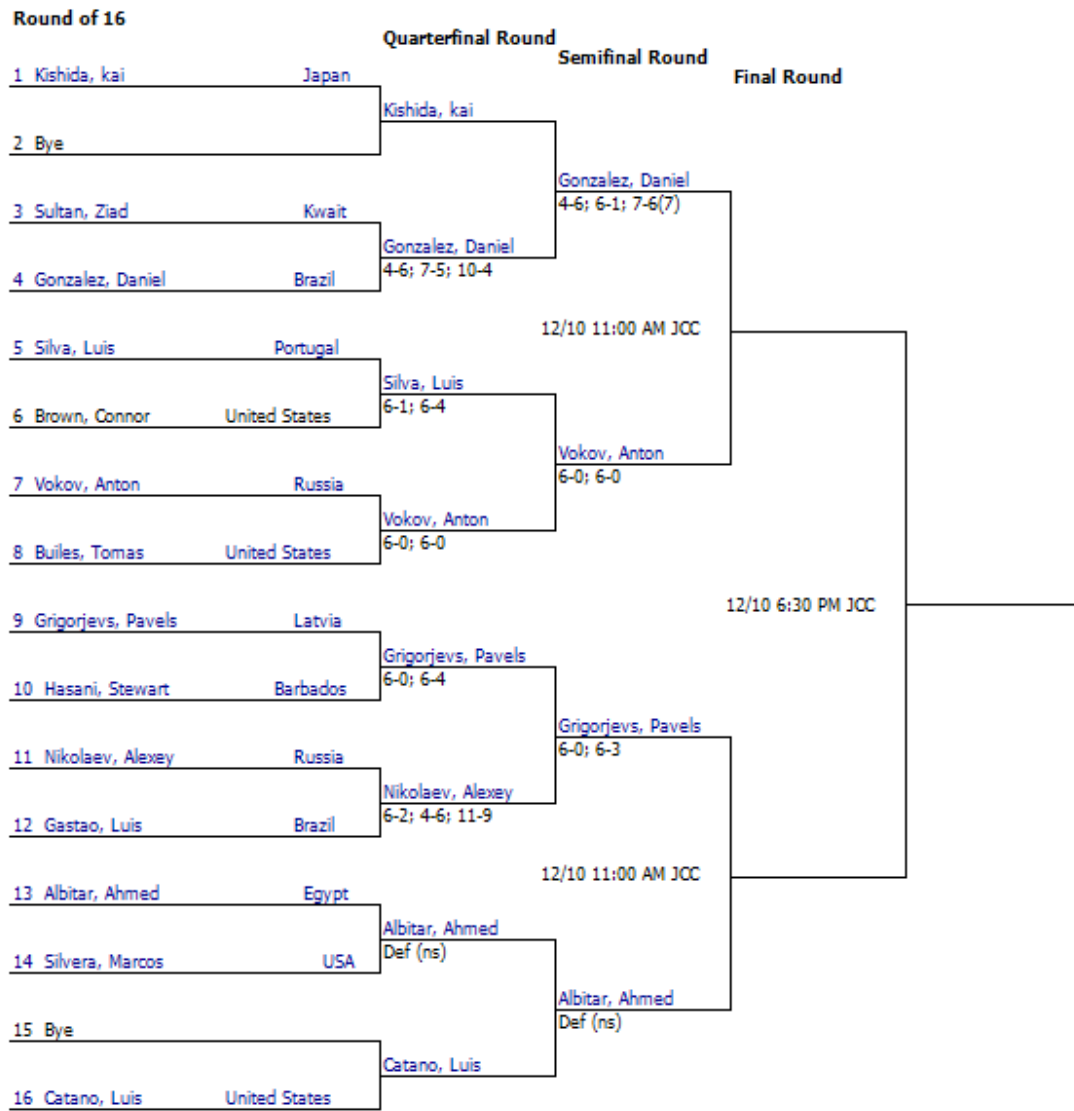 Round of 16
Quarterfinal Round
Semifinal Round
Final Round
1 Kishida, kai Japan
Kishida, kai
2 Bye
Gonzalez, Daniel
4-6; 6-1; 7-6(7)
3 Sultan, Ziad Kwait
Gonzalez, Daniel
4-6; 7-5; 10-4
4 Gonzalez, Daniel Brazil
12/10 11:00 AM JCC
5 Silva, Luis Portugal
Silva, Luis
6-1; 6-4
6 Brown, Connor United States
Vokov, Anton
6-0; 6-0
7 Vokov, Anton Russia
Vokov, Anton
6-0; 6-0
8 Builes, Tomas United States
12/10 6:30 PM JCC
9 Grigorjevs, Pavels Latvia
Grigorjevs, Pavels
6-0; 6-4
10 Hasani, Stewart Barbados
Grigorjevs, Pavels
6-0; 6-3
11 Nikolaev, Alexey Russia
Nikolaev, Alexey
6-2; 4-6; 11-9
12 Gastao, Luis Brazil
12/10 11:00 AM JCC
13 Albitar, Ahmed Egypt
Albitar, Ahmed
Def (ns)
14 Silvera, Marcos USA
Albitar, Ahmed
Def (ns)
15 Bye
Catano, Luis
16 Catano, Luis United States